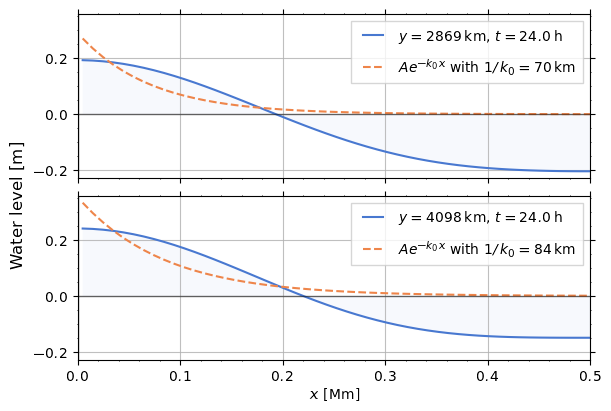 y = 2869 km, t = 24.0 h
Ae^{-k_0 x} with 1/k_0 = 70 km
0.2
0.0
−0.2
y = 4098 km, t = 24.0 h
Ae^{-k_0 x} with 1/k_0 = 84 km
0.2
0.0
−0.2
Water level [m]
0.0 0.1 0.2 0.3 0.4 0.5
x [Mm]